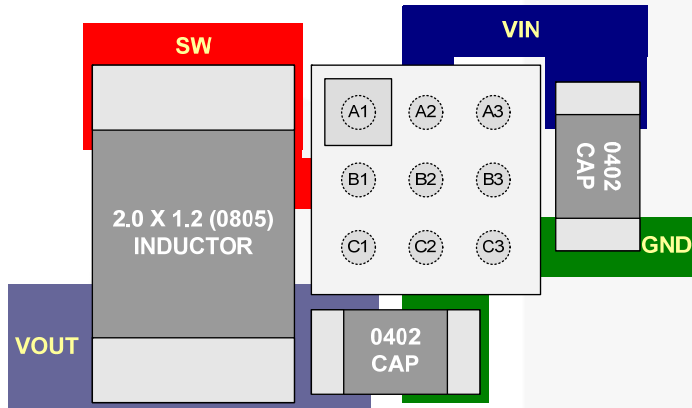 SW
VIN
A1 A2 A3
0402
CAP
B1 B2 B3
2.0 X 1.2 (0805)
INDUCTOR
C1 C2 C3
GND
VOUT
0402
CAP